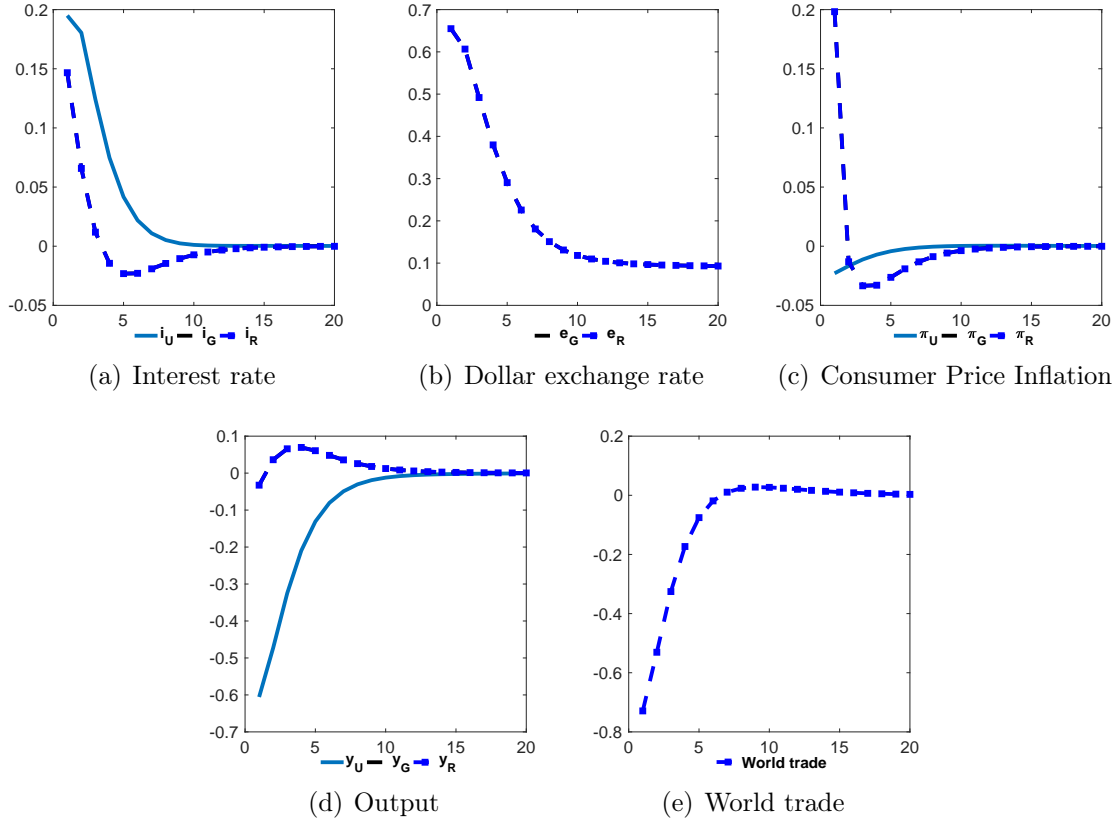 0.2
0.15
0.1
0.05
0
-0.05
0 5 10 15 20
i_U i_G i_R
(a) Interest rate
0.7
0.6
0.5
0.4
0.3
0.2
0.1
0
0 5 10 15 20
e_G e_R
(b) Dollar exchange rate
0.2
0.15
0.1
0.05
0
-0.05
0 5 10 15 20
π_U π_G π_R
(c) Consumer Price Inflation
0.1
0
-0.1
-0.2
-0.3
-0.4
-0.5
-0.6
-0.7
0 5 10 15 20
y_U y_G y_R
(d) Output
0.2
0
-0.2
-0.4
-0.6
-0.8
0 5 10 15 20
World trade
(e) World trade